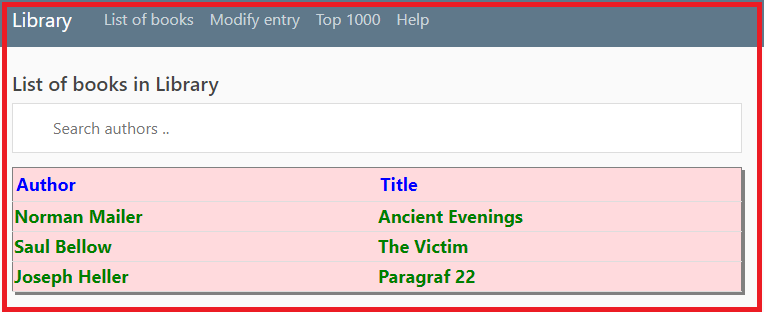 Library List of books Modify entry Top 1000 Help
List of books in Library
Search authors ..
Author Title
Norman Mailer Ancient Evenings
Saul Bellow The Victim
Joseph Heller Paragraf 22